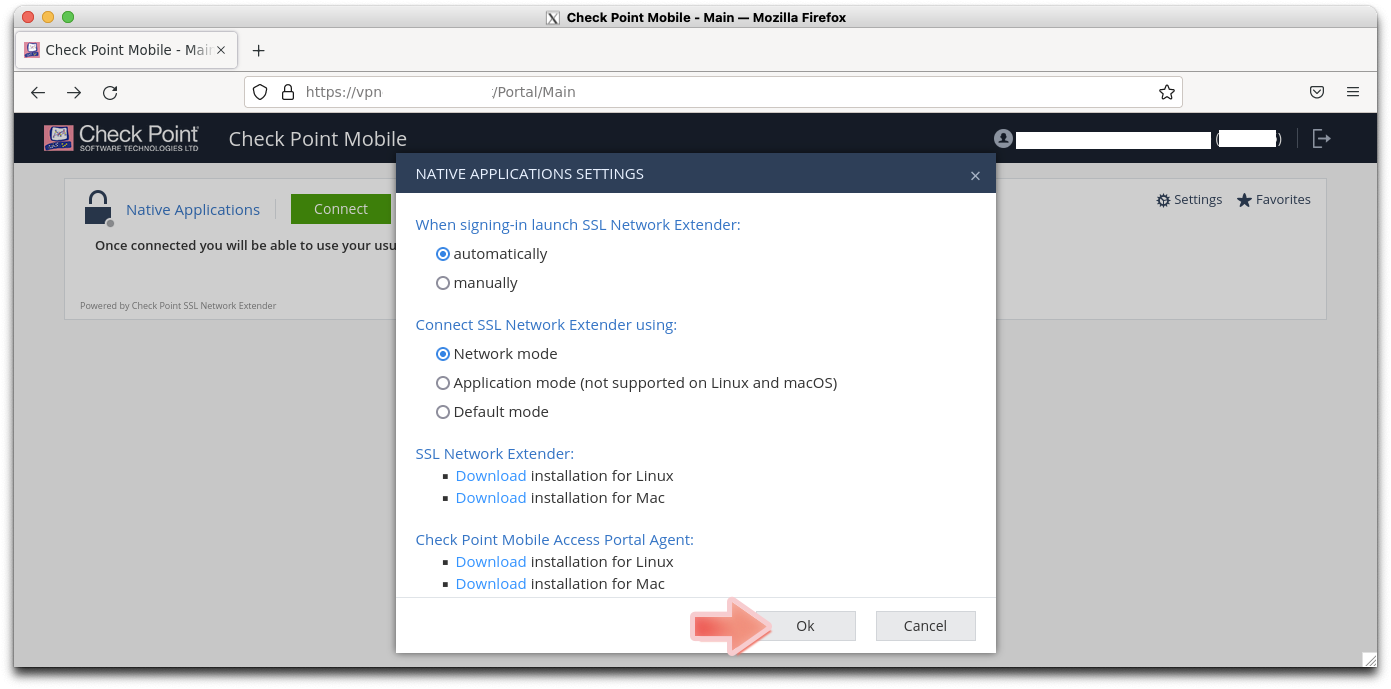 Check Point Mobile - Main — Mozilla Firefox
Check Point Mobile - Main
https://vpn :/Portal/Main
Check Point
SOFTWARE TECHNOLOGIES LTD
Check Point Mobile
( )
NATIVE APPLICATIONS SETTINGS
Native Applications
Connect
Settings
Favorites
Once connected you will be able to use your usu
Powered by Check Point SSL Network Extender
When signing-in launch SSL Network Extender:
automatically
manually
Connect SSL Network Extender using:
Network mode
Application mode (not supported on Linux and macOS)
Default mode
SSL Network Extender:
Download installation for Linux
Download installation for Mac
Check Point Mobile Access Portal Agent:
Download installation for Linux
Download installation for Mac
Ok
Cancel